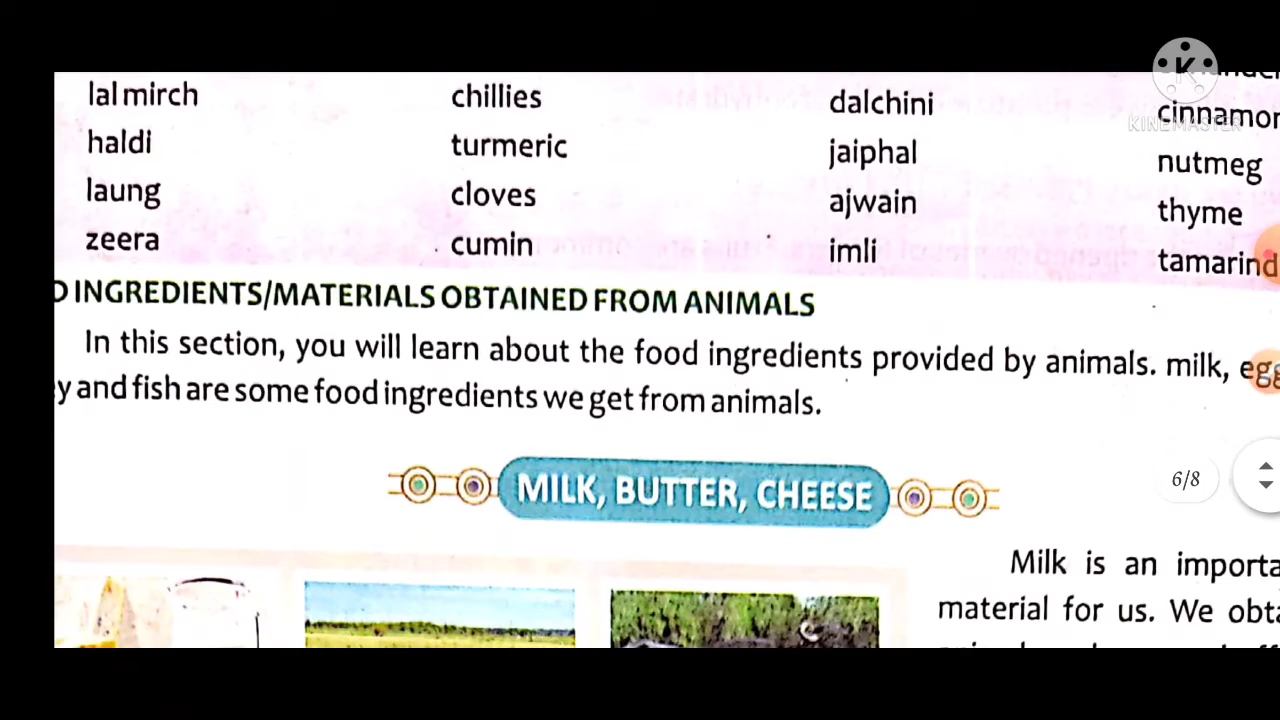 lal mirch chillies dalchini
haldi turmeric jaiphal nutmeg
laung cloves ajwain thyme
zeera cumin imli tamarind
INGREDIENTS/MATERIALS OBTAINED FROM ANIMALS
In this section, you will learn about the food ingredients provided by animals. milk,
and fish are some food ingredients we get from animals.
MILK, BUTTER, CHEESE
Milk is an
material for us. We
KINEMASTER
K
6/8